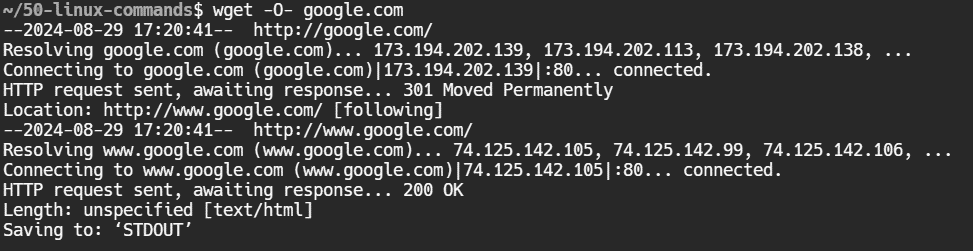 ~/50-linux-commands$ wget -O- google.com
--2024-08-29 17:20:41--  http://google.com/
Resolving google.com (google.com)... 173.194.202.139, 173.194.202.113, 173.194.202.138, ...
Connecting to google.com (google.com)|173.194.202.139|:80... connected.
HTTP request sent, awaiting response... 301 Moved Permanently
Location: http://www.google.com/ [following]
--2024-08-29 17:20:41--  http://www.google.com/
Resolving www.google.com (www.google.com)... 74.125.142.105, 74.125.142.99, 74.125.142.106, ...
Connecting to www.google.com (www.google.com)|74.125.142.105|:80... connected.
HTTP request sent, awaiting response... 200 OK
Length: unspecified [text/html]
Saving to: ‘STDOUT’